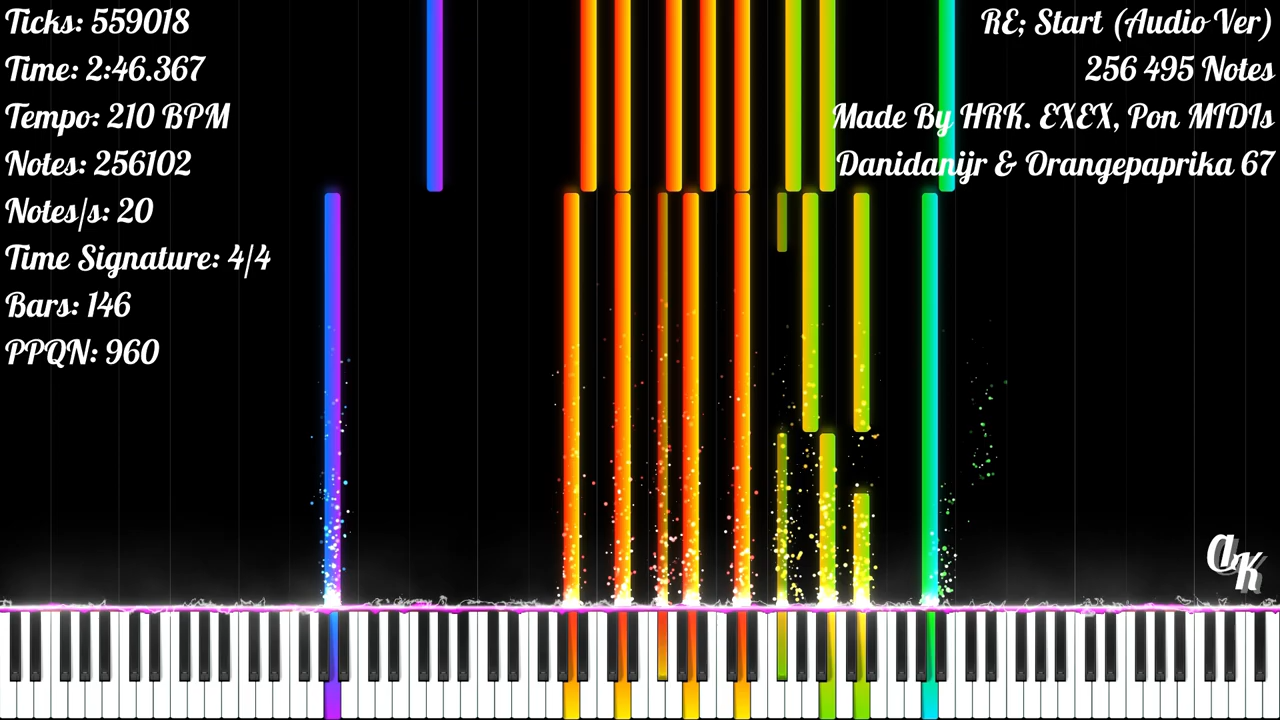 Ticks: 559018
Time: 2:46.367
Tempo: 210 BPM
Notes: 256102
Notes/s: 20
Time Signature: 4/4
Bars: 146
PPQN: 960
RE; Start (Audio Ver)
256 495 Notes
Made By HRK. EXEX, Pon MIDIs
Danidanijr & Orangepaprika 67
aK